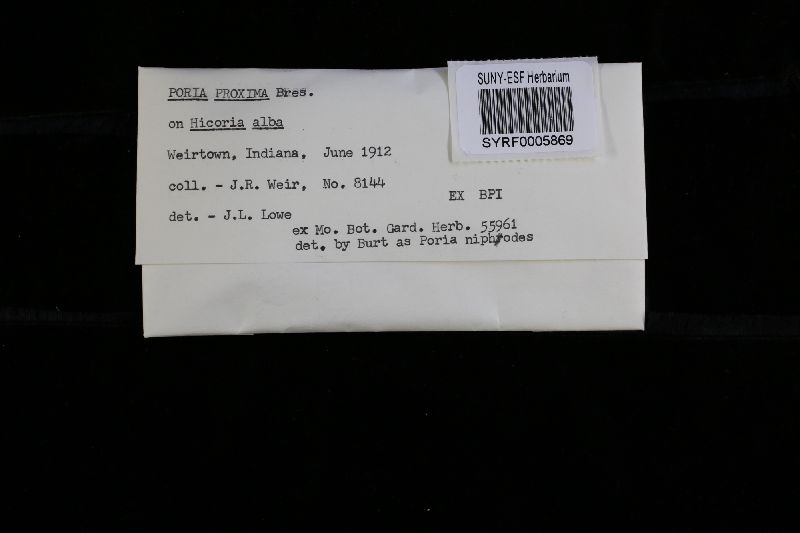 SUNY-ESF Herbarium
SYRF0005869
PORIA PROXIMA Bres.
on Hicoria alba
Weirtown, Indiana, June 1912
coll. - J.R. Weir, No. 8144
EX BPI
det. - J.L. Lowe
ex Mo. Bot. Gard. Herb. 55961
det. by Burt as Poria niphodes